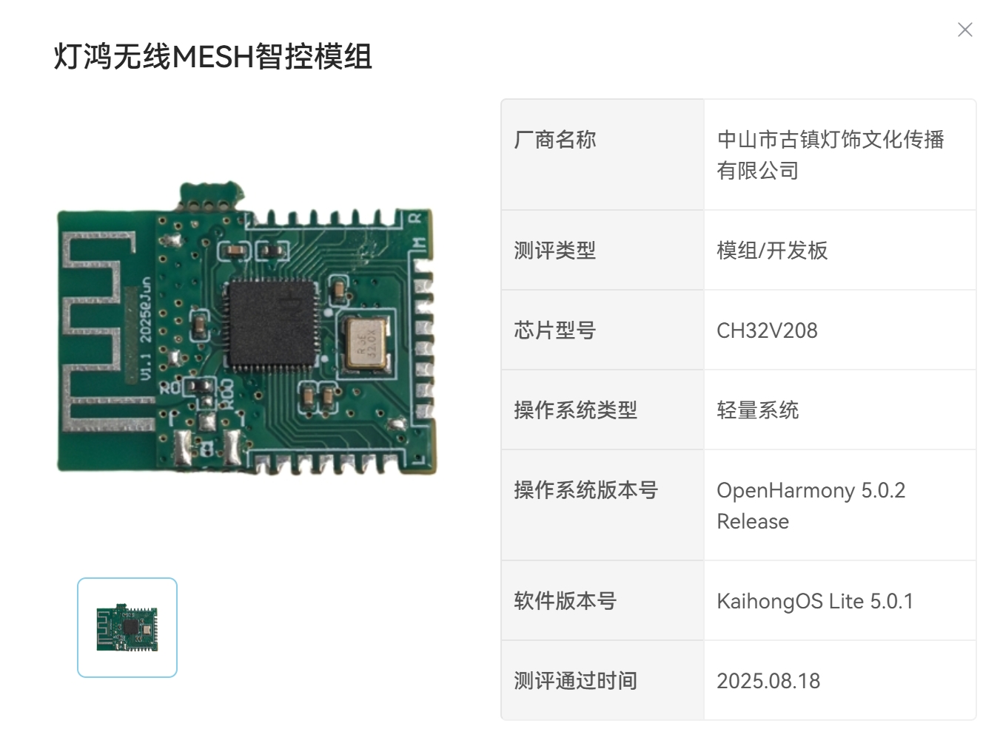 灯鸿无线MESH智控模组
厂商名称
中山市古镇灯饰文化传播
有限公司
测评类型
模组/开发板
芯片型号
CH32V208
操作系统类型
轻量系统
操作系统版本号
OpenHarmony 5.0.2
Release
软件版本号
KaihongOS Lite 5.0.1
测评通过时间
2025.08.18
V1.1 2025@Jun
R
M
L
32.0X